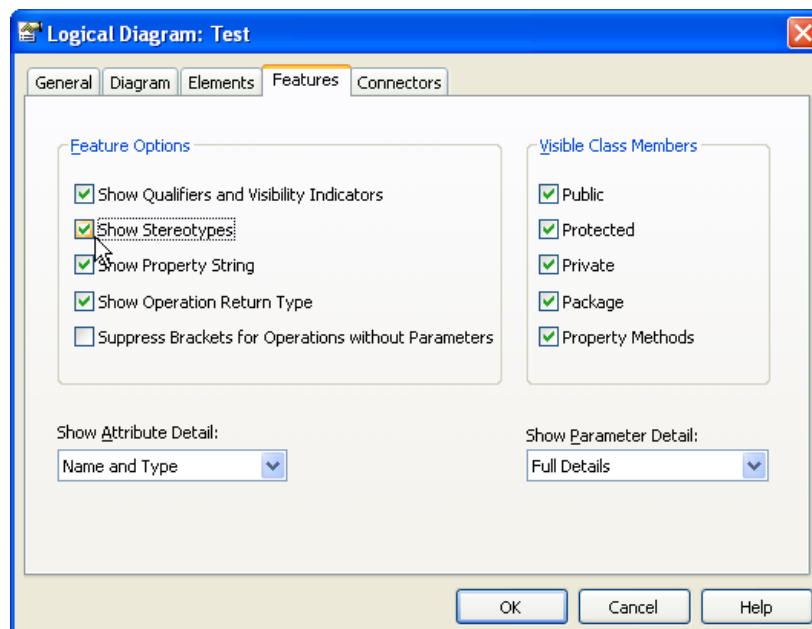 Logical Diagram: Test
General Diagram Elements Features Connectors
Feature Options
Show Qualifiers and Visibility Indicators
Show Stereotypes
Show Property String
Show Operation Return Type
Suppress Brackets for Operations without Parameters
Visible Class Members
Public
Protected
Private
Package
Property Methods
Show Attribute Detail:
Name and Type
Show Parameter Detail:
Full Details
OK Cancel Help